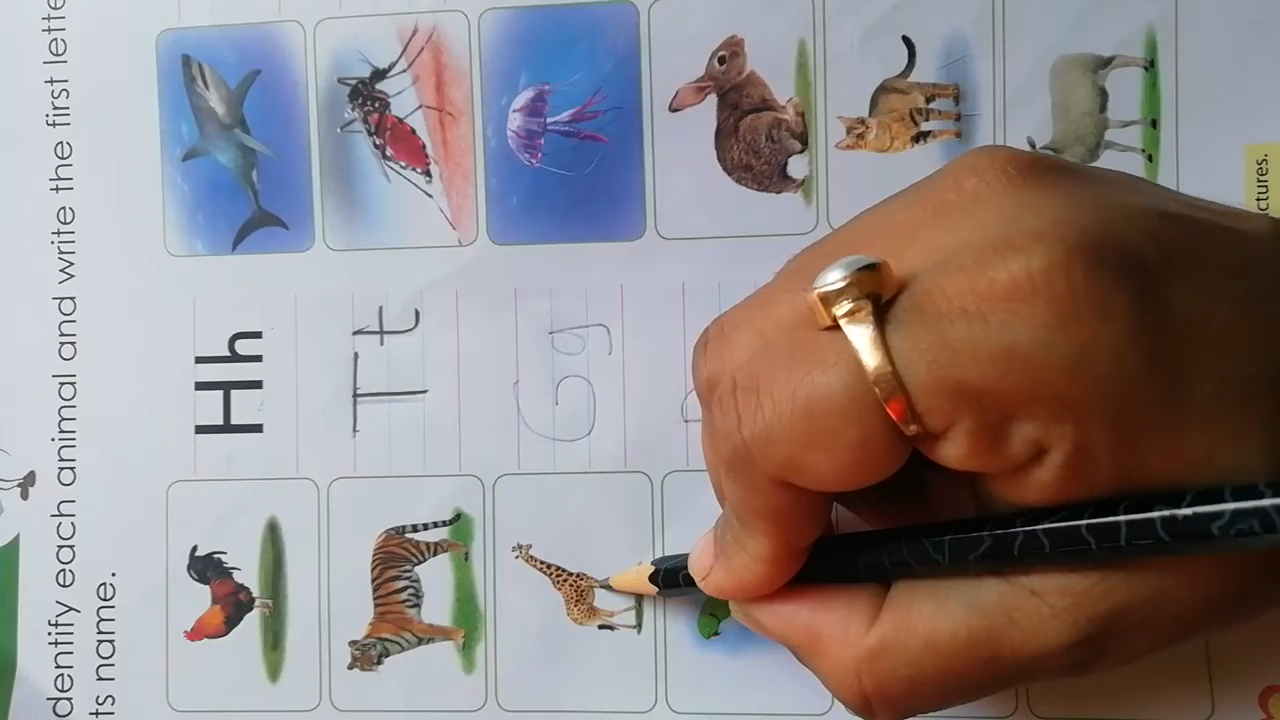 dentify each animal and write the first lette
ts name.
Hh
Tt
Gg
ctures.